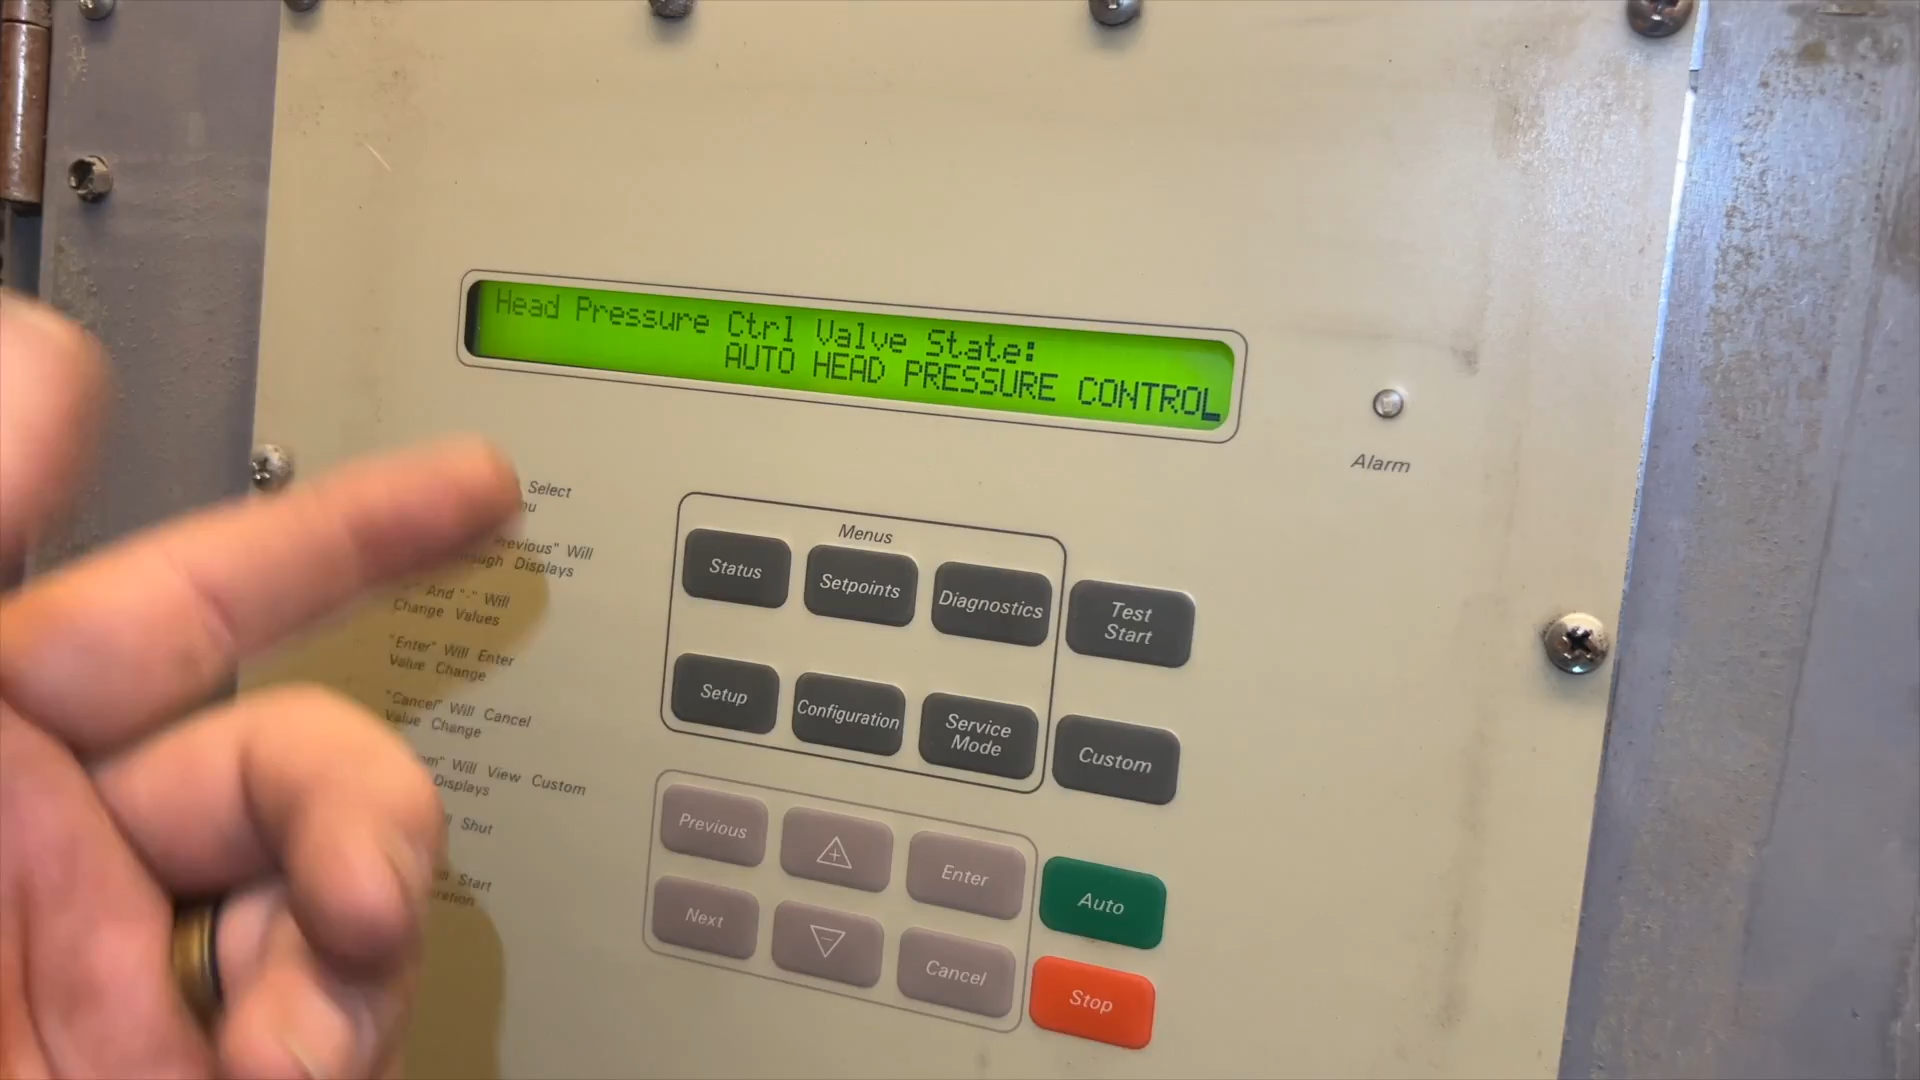 Head Pressure Ctrl Valve State:
AUTO HEAD PRESSURE CONTROL
Alarm
Select
"Previous" Will
Displays
And "-" Will
Change Values
"Enter" Will Enter
Value Change
"Cancel" Will Cancel
Value Change
Will View Custom
Displays
Shut
Start
Menus
Status
Setpoints
Diagnostics
Test
Start
Setup
Configuration
Service
Mode
Custom
Previous
+
Enter
Auto
Next
-
Cancel
Stop